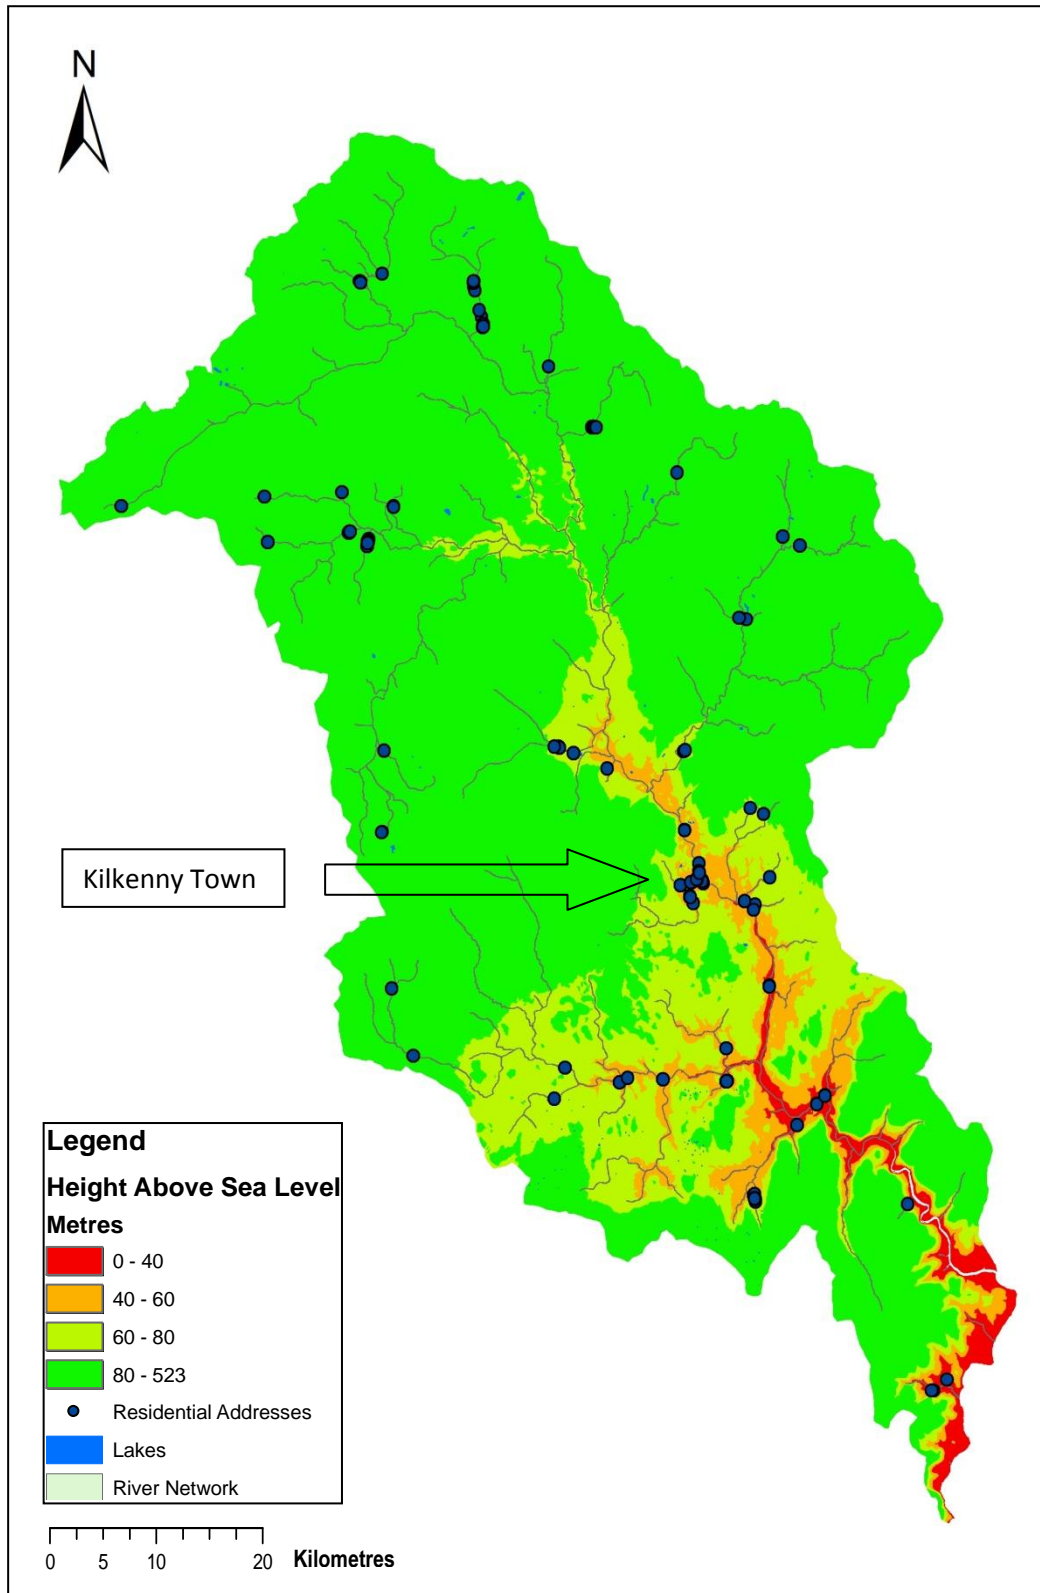 N
Kilkenny Town
Legend
Height Above Sea Level
Metres
0 - 40
40 - 60
60 - 80
80 - 523
Residential Addresses
Lakes
River Network
0 5 10 20 Kilometres